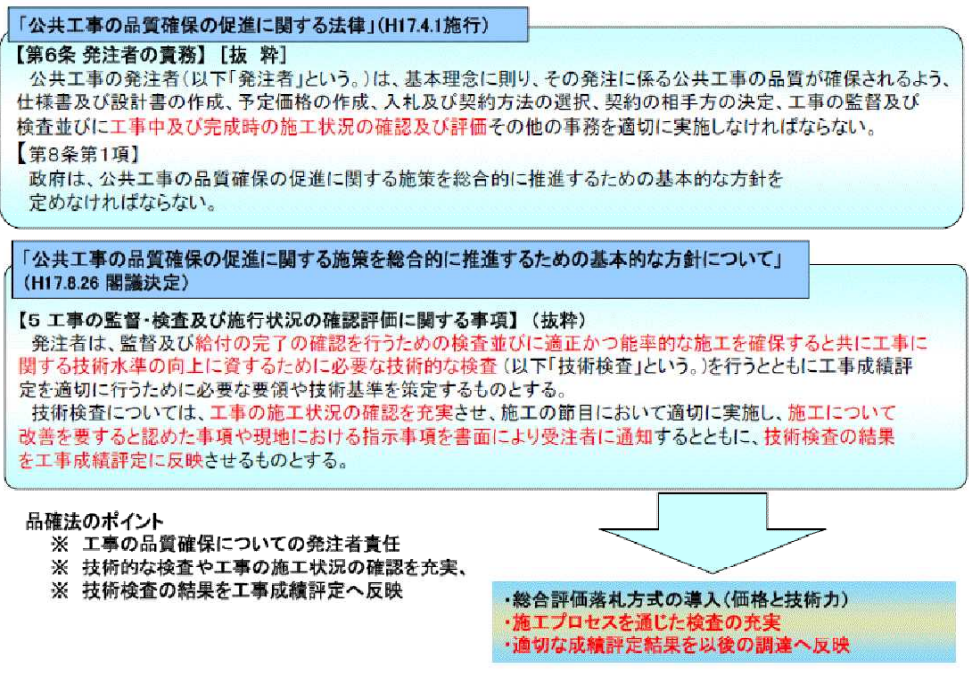 「公共工事の品質確保の促進に関する法律」(H17.4.1施行)
【第6条 発注者の責務】 [抜 粋]
公共工事の発注者(以下「発注者」という。)は、基本理念に則り、その発注に係る公共工事の品質が確保されるよう、
仕様書及び設計書の作成、予定価格の作成、入札及び契約方法の選択、契約の相手方の決定、工事の監督及び
検査並びに工事中及び完成時の施工状況の確認及び評価その他の事務を適切に実施しなければならない。
【第8条第1項】
政府は、公共工事の品質確保の促進に関する施策を総合的に推進するための基本的な方針を
定めなければならない。
「公共工事の品質確保の促進に関する施策を総合的に推進するための基本的な方針について」
(H17.8.26 閣議決定)
【5 工事の監督・検査及び施行状況の確認評価に関する事項】 (抜粋)
発注者は、監督及び給付の完了の確認を行うための検査並びに適正かつ能率的な施工を確保すると共に工事に
関する技術水準の向上に資するために必要な技術的な検査(以下「技術検査」という。)を行うとともに工事成績評
定を適切に行うために必要な要領や技術基準を策定するものとする。
技術検査については、工事の施工状況の確認を充実させ、施工の節目において適切に実施し、施工について
改善を要すると認めた事項や現地における指示事項を書面により受注者に通知するとともに、技術検査の結果
を工事成績評定に反映させるものとする。
品確法のポイント
※ 工事の品質確保についての発注者責任
※ 技術的な検査や工事の施工状況の確認を充実、
※ 技術検査の結果を工事成績評定へ反映
・総合評価落札方式の導入(価格と技術力)
・施工プロセスを通じた検査の充実
・適切な成績評定結果を以後の調達へ反映